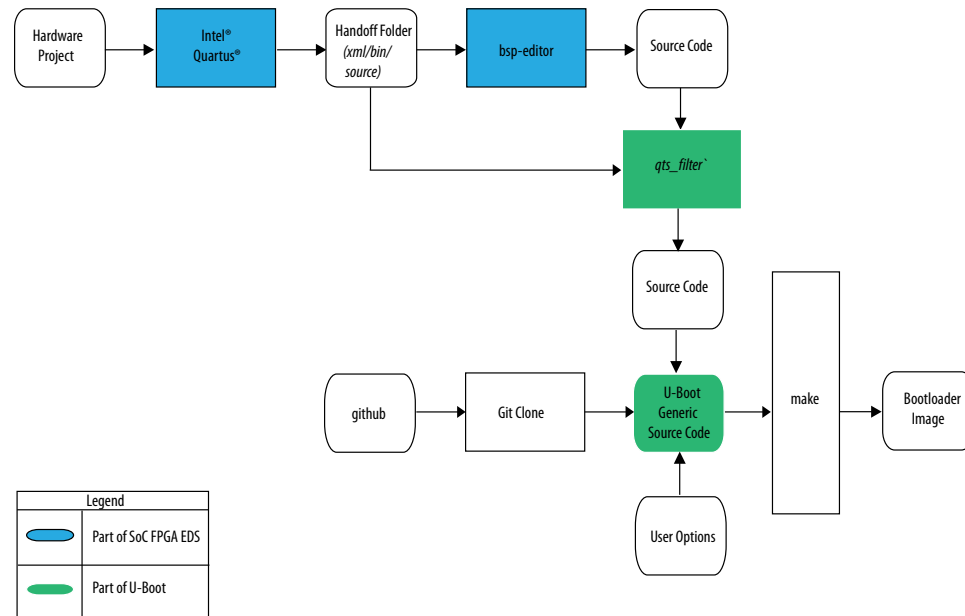 Hardware
Project
Intel®
Quartus®
Handoff Folder
(xml/bin/
source)
bsp-editor
Source Code
qts_filter`
Source Code
github
Git Clone
U-Boot
Generic
Source Code
make
Bootloader
Image
User Options
Legend
Part of SoC FPGA EDS
Part of U-Boot